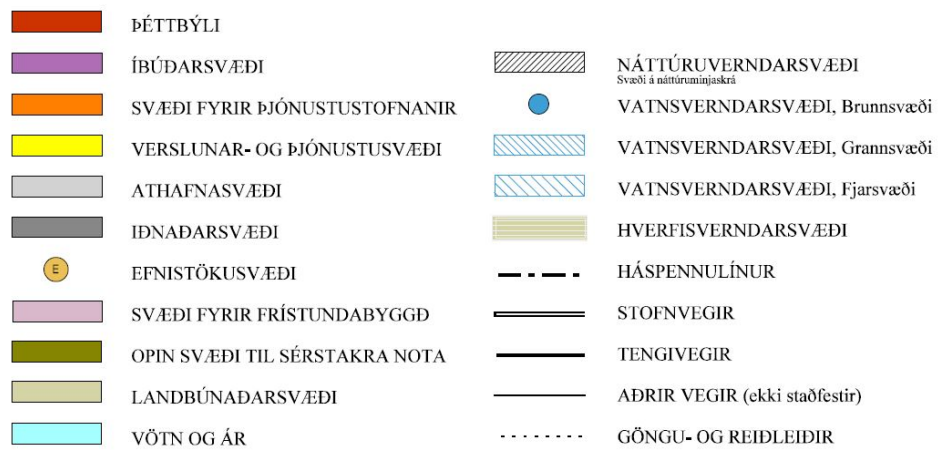 ÞÉTTBÝLI
ÍBÚÐARSVÆÐI
SVÆÐI FYRIR ÞJÓNUSTUSTOFNANIR
VERSLUNAR- OG ÞJÓNUSTUSVÆÐI
ATHAFNASVÆÐI
IÐNAÐARSVÆÐI
E
EFNISTÖKUSVÆÐI
SVÆÐI FYRIR FRÍSTUNDABYGGÐ
OPIN SVÆÐI TIL SÉRSTAKRA NOTA
LANDBÚNAÐARSVÆÐI
VÖTN OG ÁR
NÁTTÚRUVERNDARSVÆÐI
Svæði á náttúruminjaskrá
VATNSVERNDARSVÆÐI, Brunnsvæði
VATNSVERNDARSVÆÐI, Grannsvæði
VATNSVERNDARSVÆÐI, Fjarsvæði
HVERFISVERNDARSVÆÐI
HÁSPENNULÍNUR
STOFNVEGIR
TENGIVEGIR
AÐRIR VEGIR (ekki staðfestir)
GÖNGU- OG REIÐLEIÐIR